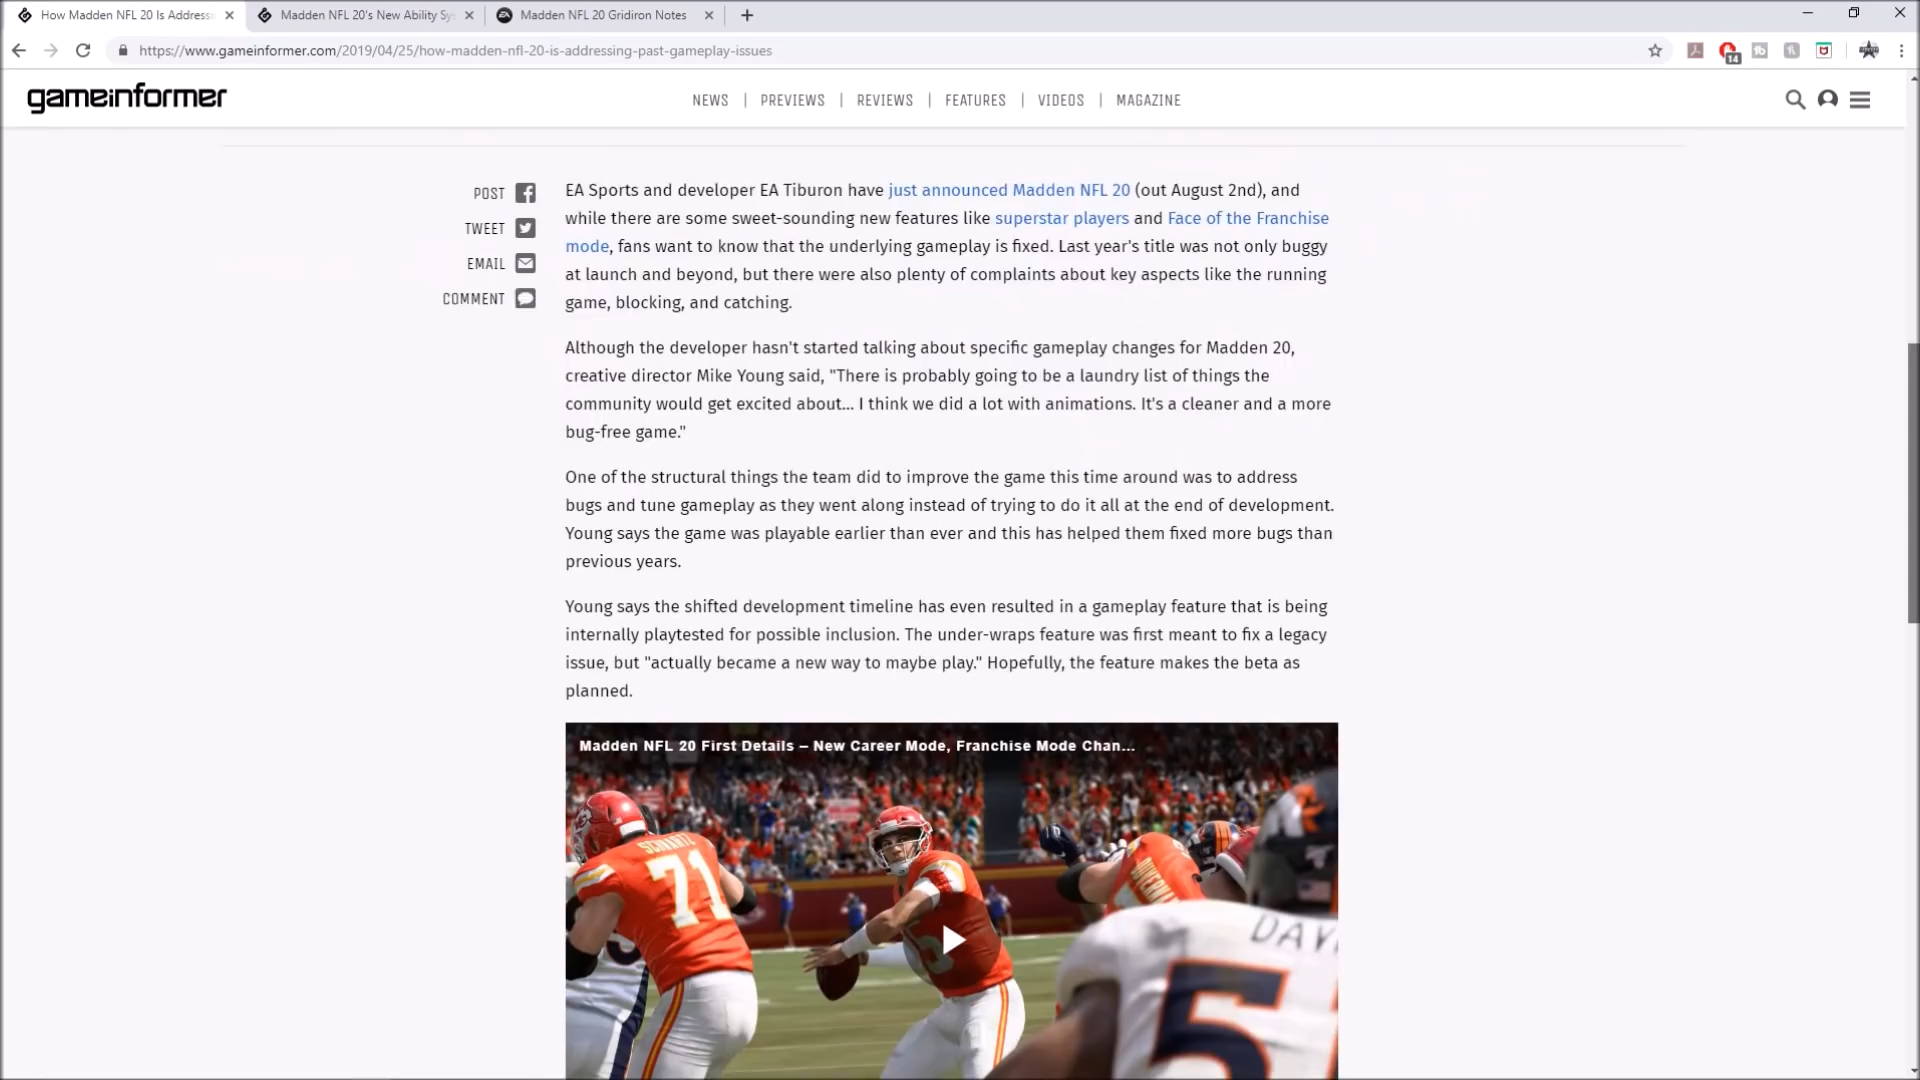 How Madden NFL 20 Is Address
Madden NFL 20's New Ability Sy
Madden NFL 20 Gridiron Notes
https://www.gameinformer.com/2019/04/25/how-madden-nfl-20-is-addressing-past-gameplay-issues
14
gameinformer
NEWS | PREVIEWS | REVIEWS | FEATURES | VIDEOS | MAGAZINE
POST
TWEET
EMAIL
COMMENT
EA Sports and developer EA Tiburon have just announced Madden NFL 20 (out August 2nd), and
while there are some sweet-sounding new features like superstar players and Face of the Franchise
mode, fans want to know that the underlying gameplay is fixed. Last year's title was not only buggy
at launch and beyond, but there were also plenty of complaints about key aspects like the running
game, blocking, and catching.
Although the developer hasn't started talking about specific gameplay changes for Madden 20,
creative director Mike Young said, "There is probably going to be a laundry list of things the
community would get excited about... I think we did a lot with animations. It's a cleaner and a more
bug-free game."
One of the structural things the team did to improve the game this time around was to address
bugs and tune gameplay as they went along instead of trying to do it all at the end of development.
Young says the game was playable earlier than ever and this has helped them fixed more bugs than
previous years.
Young says the shifted development timeline has even resulted in a gameplay feature that is being
internally playtested for possible inclusion. The under-wraps feature was first meant to fix a legacy
issue, but "actually became a new way to maybe play." Hopefully, the feature makes the beta as
planned.
Madden NFL 20 First Details – New Career Mode, Franchise Mode Chan...
SCHWARTZ
71
DAV
5